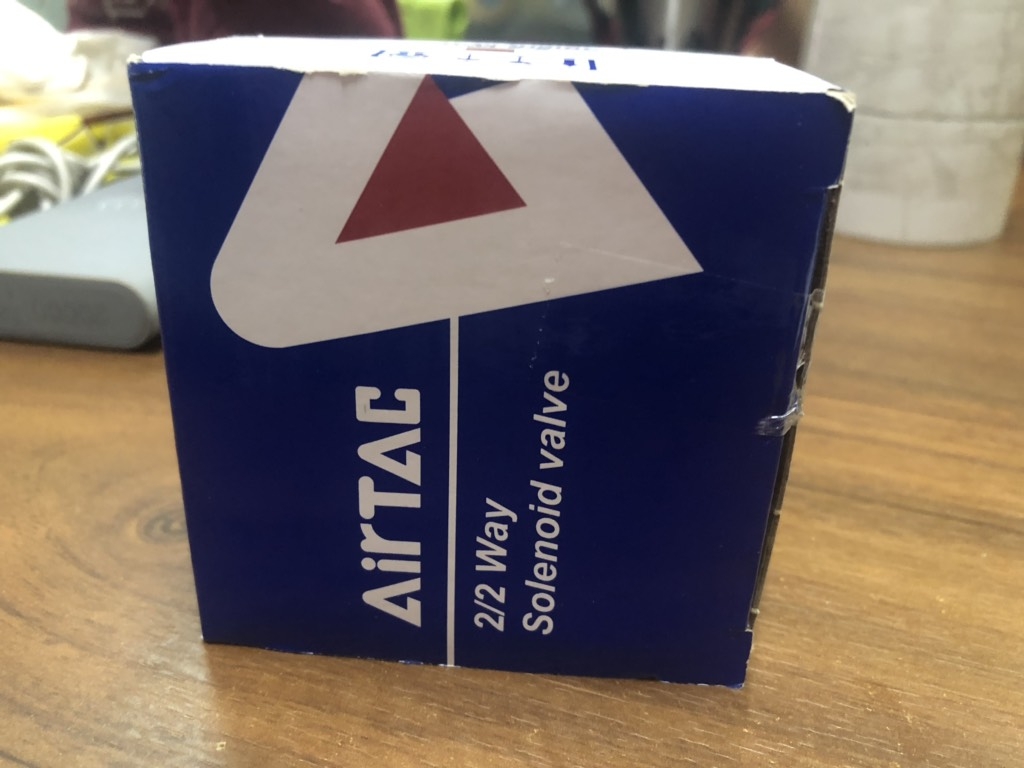 AirTAC
2/2 Way
Solenoid valve